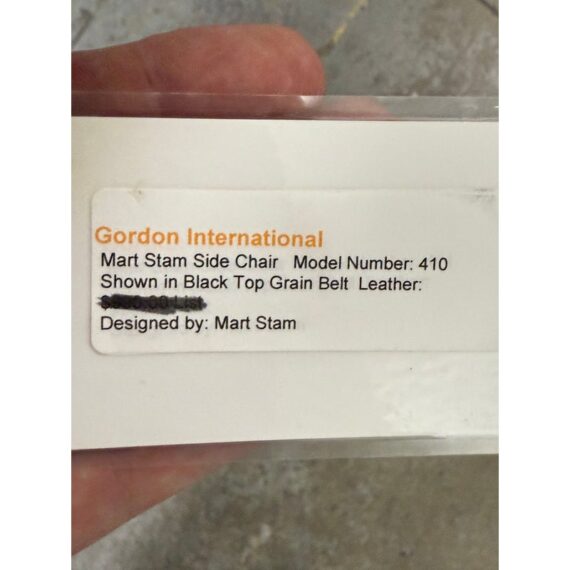 Gordon International
Mart Stam Side Chair Model Number: 410
Shown in Black Top Grain Belt Leather:
List
Designed by: Mart Stam